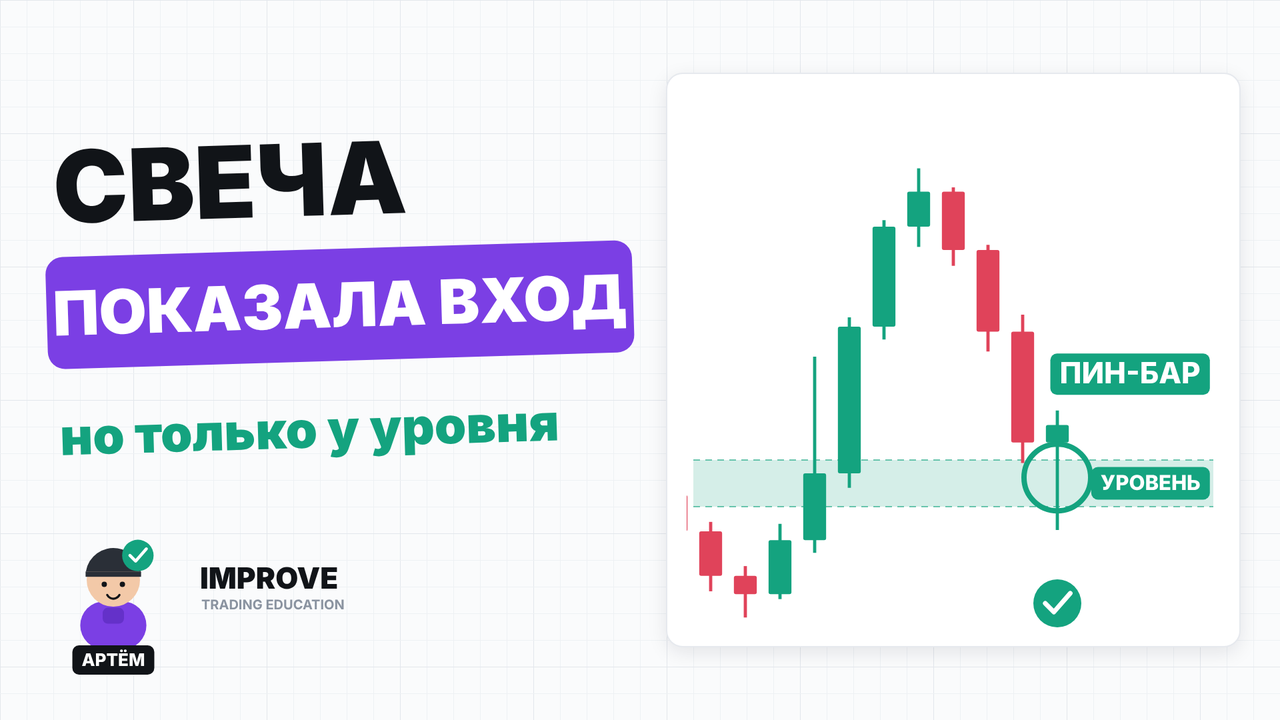 СВЕЧА
ПОКАЗАЛА ВХОД
но только у уровня
IMPROVE
TRADING EDUCATION
АРТЁМ
ПИН-БАР
УРОВЕНЬ